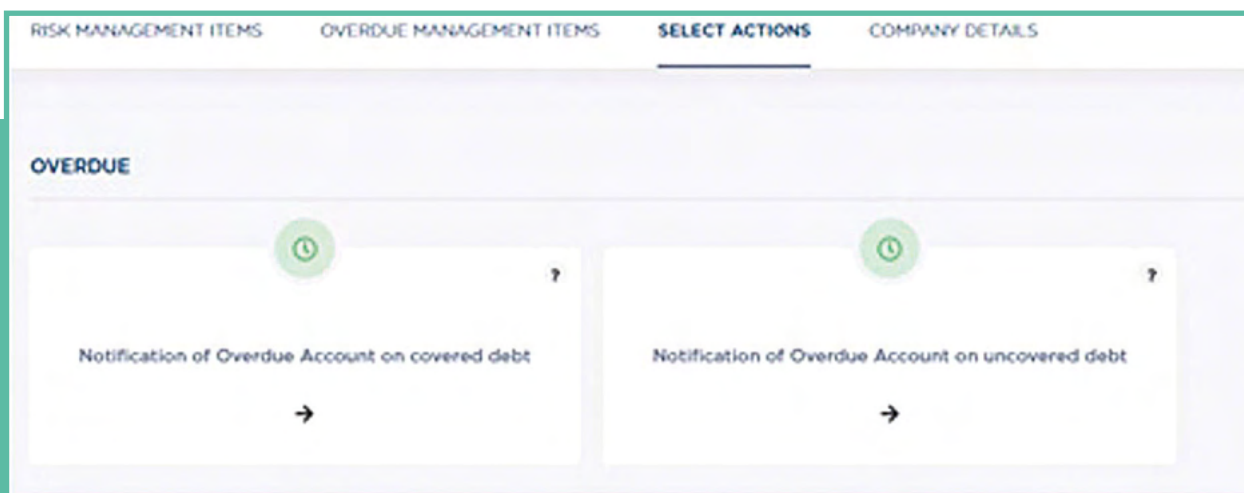 RISK MANAGEMENT ITEMS OVERDUE MANAGEMENT ITEMS SELECT ACTIONS COMPANY DETAILS
OVERDUE
? ?
Notification of Overdue Account on covered debt Notification of Overdue Account on uncovered debt